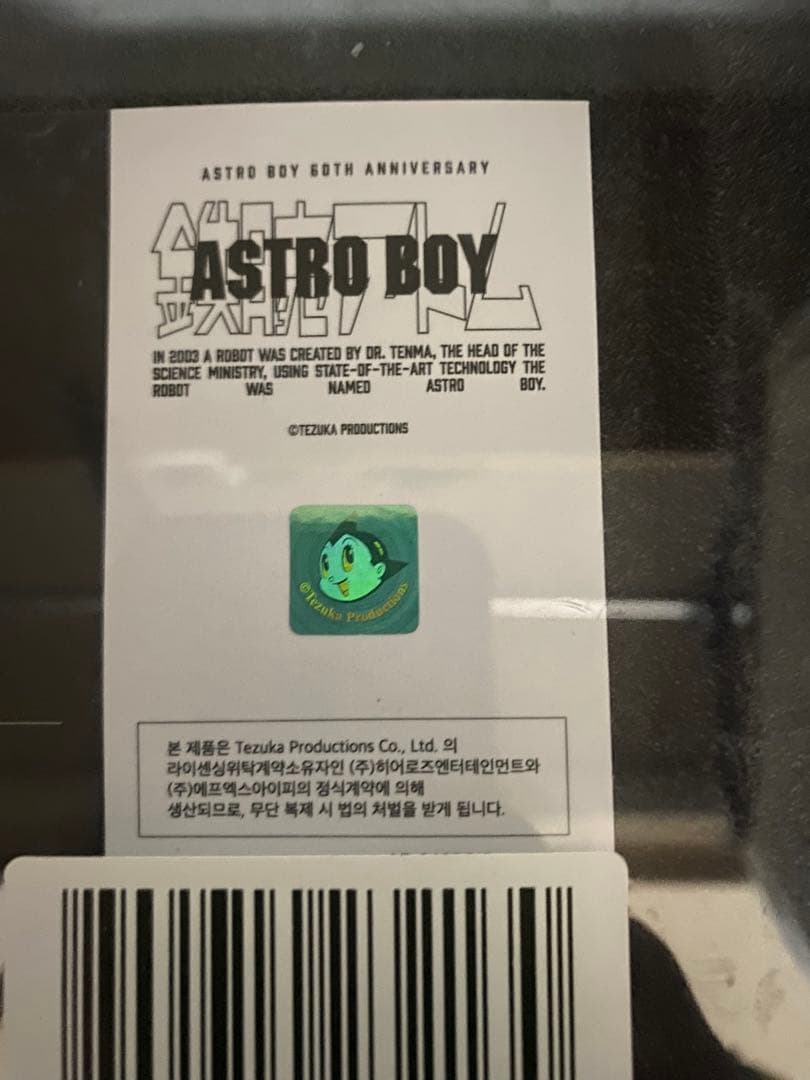 ASTRO BOY 60TH ANNIVERSARY
鉄腕アトム
ASTRO BOY
IN 2003 A ROBOT WAS CREATED BY DR. TENMA, THE HEAD OF THE
SCIENCE MINISTRY, USING STATE-OF-THE-ART TECHNOLOGY THE
ROBOT WAS NAMED ASTRO BOY.
©TEZUKA PRODUCTIONS
©Tezuka Productions
본 제품은 Tezuka Productions Co., Ltd. 의
라이센싱위탁계약소유자인 (주)히어로즈엔터테인먼트와
(주)에프엑스아이피의 정식계약에 의해
생산되므로, 무단 복제 시 법의 처벌을 받게 됩니다.